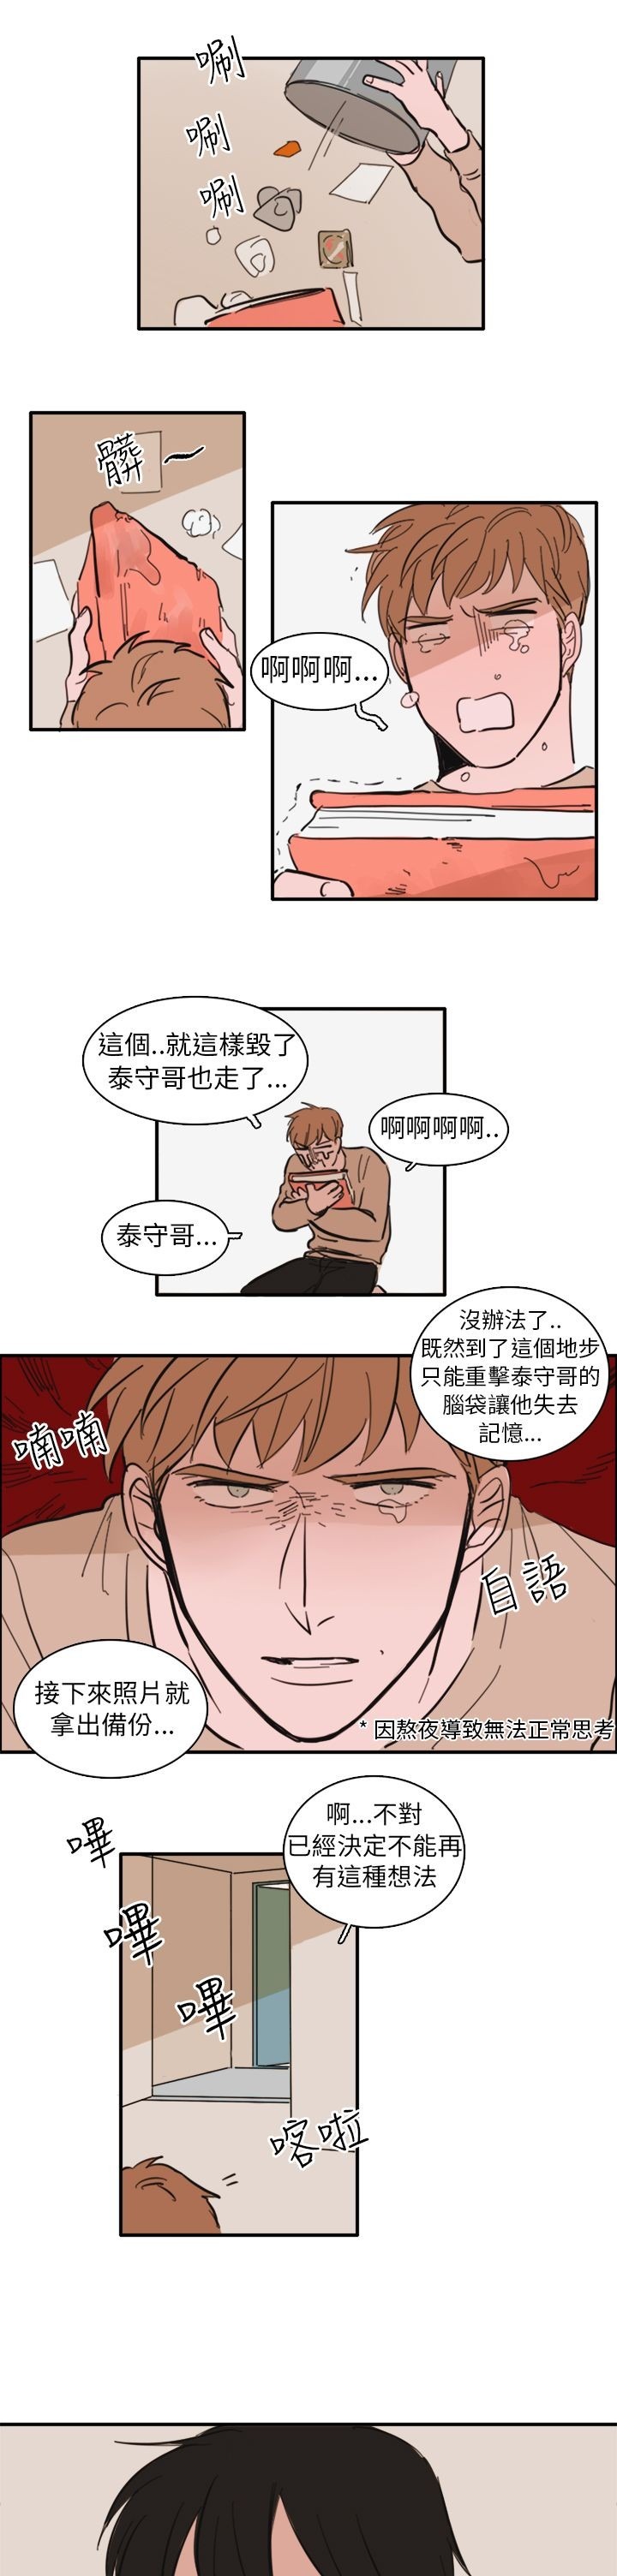 唰
唰
唰
髒~
啊啊啊...
這個..就這樣毀了
泰守哥也走了...
啊啊啊啊..
泰守哥...
沒辦法了..
既然到了這個地步
只能重擊泰守哥的
腦袋讓他失去
記憶...
喃喃
自語
接下來照片就
拿出備份...
* 因熬夜導致無法正常思考
啊...不對
已經決定不能再
有這種想法
嗶
嗶
嗶
喀啦